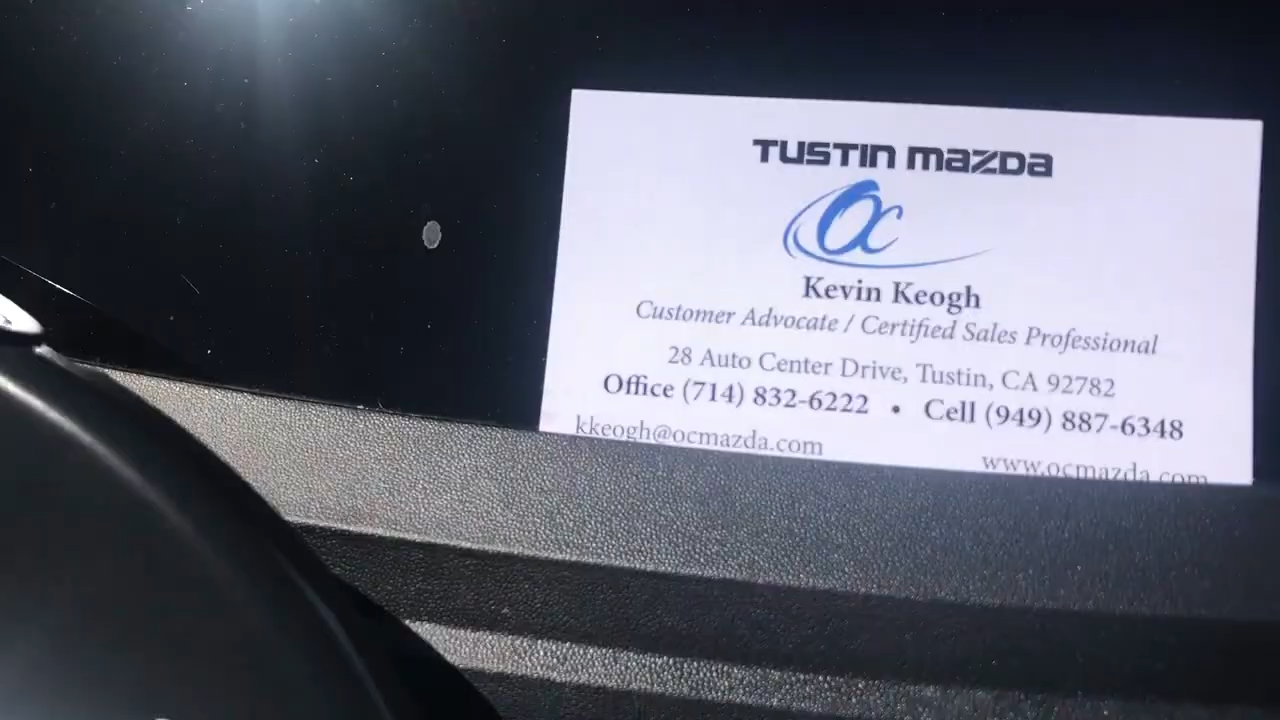 TUSTIN mazDa
OC
Kevin Keogh
Customer Advocate / Certified Sales Professional
28 Auto Center Drive, Tustin, CA 92782
Office (714) 832-6222 • Cell (949) 887-6348
kkeogh@ocmazda.com
www.ocmazda.com